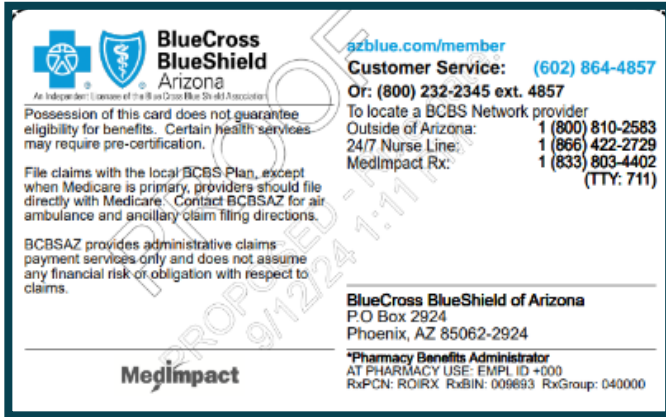 BlueCross
BlueShield
Arizona
An Independent Licensee of the Blue Cross Blue Shield Association
Possession of this card does not guarantee
eligibility for benefits. Certain health services
may require pre-certification.
File claims with the local BCBS Plan, except
when Medicare is primary, providers should file
directly with Medicare. Contact BCBSAZ for air
ambulance and ancillary claim filing directions.
BCBSAZ provides administrative claims
payment services only and does not assume
any financial risk or obligation with respect to
claims.
MedImpact
azblue.com/member
Customer Service: (602) 864-4857
Or: (800) 232-2345 ext. 4857
To locate a BCBS Network provider
Outside of Arizona: 1 (800) 810-2583
24/7 Nurse Line: 1 (866) 422-2729
MedImpact Rx: 1 (833) 803-4402
(TTY: 711)
BlueCross BlueShield of Arizona
P.O Box 2924
Phoenix, AZ 85062-2924
*Pharmacy Benefits Administrator
AT PHARMACY USE: EMPL ID +000
RxPCN: ROIRX RxBIN: 009893 RxGroup: 040000
PROOF
PROPOSED -
9/12/24 1:11